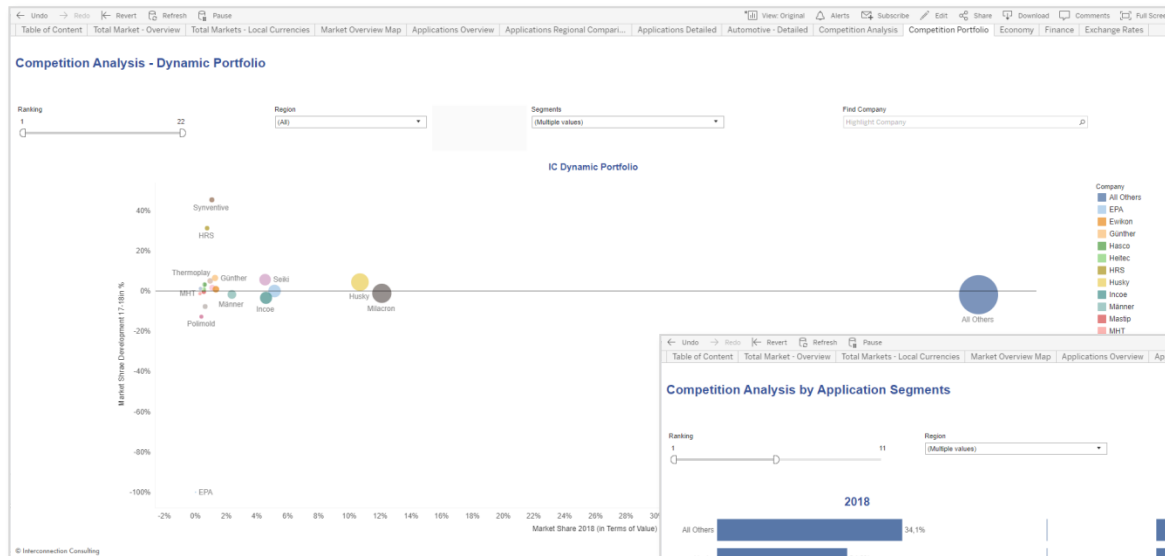 ← Undo → Redo Revert Refresh Pause View: Original Alerts Subscribe Edit Share Download Comments Full Scree
Table of Content Total Market - Overview Total Markets - Local Currencies Market Overview Map Applications Overview Applications Regional Compari... Applications Detailed Automotive - Detailed Competition Analysis Competition Portfolio Economy Finance Exchange Rates
Competition Analysis - Dynamic Portfolio
Ranking Region Segments Find Company
1 22 (All) (Multiple values) Highlight Company
IC Dynamic Portfolio
Company
All Others
EPA
Ewikon
Günther
Hasco
Heitec
HRS
Husky
Incoe
Männer
Mastip
MHT
Market Shrae Development 17-18in %
40%
20%
0%
-20%
-40%
-60%
-80%
-100%
Synventive
HRS
Thermoplay
Günther
Seiki
MHT
Männer
Incoe
Husky
Milacron
All Others
Polimold
EPA
-2% 0% 2% 4% 6% 8% 10% 12% 14% 16% 18% 20% 22% 24% 26% 28% 30%
Market Share 2018 (in Terms of Value)
© Interconnection Consulting
← Undo → Redo Revert Refresh Pause
Table of Content Total Market - Overview Total Markets - Local Currencies Market Overview Map Applications Overview Ap
Competition Analysis by Application Segments
Ranking Region
1 11 (Multiple values)
2018
All Others 34,1%